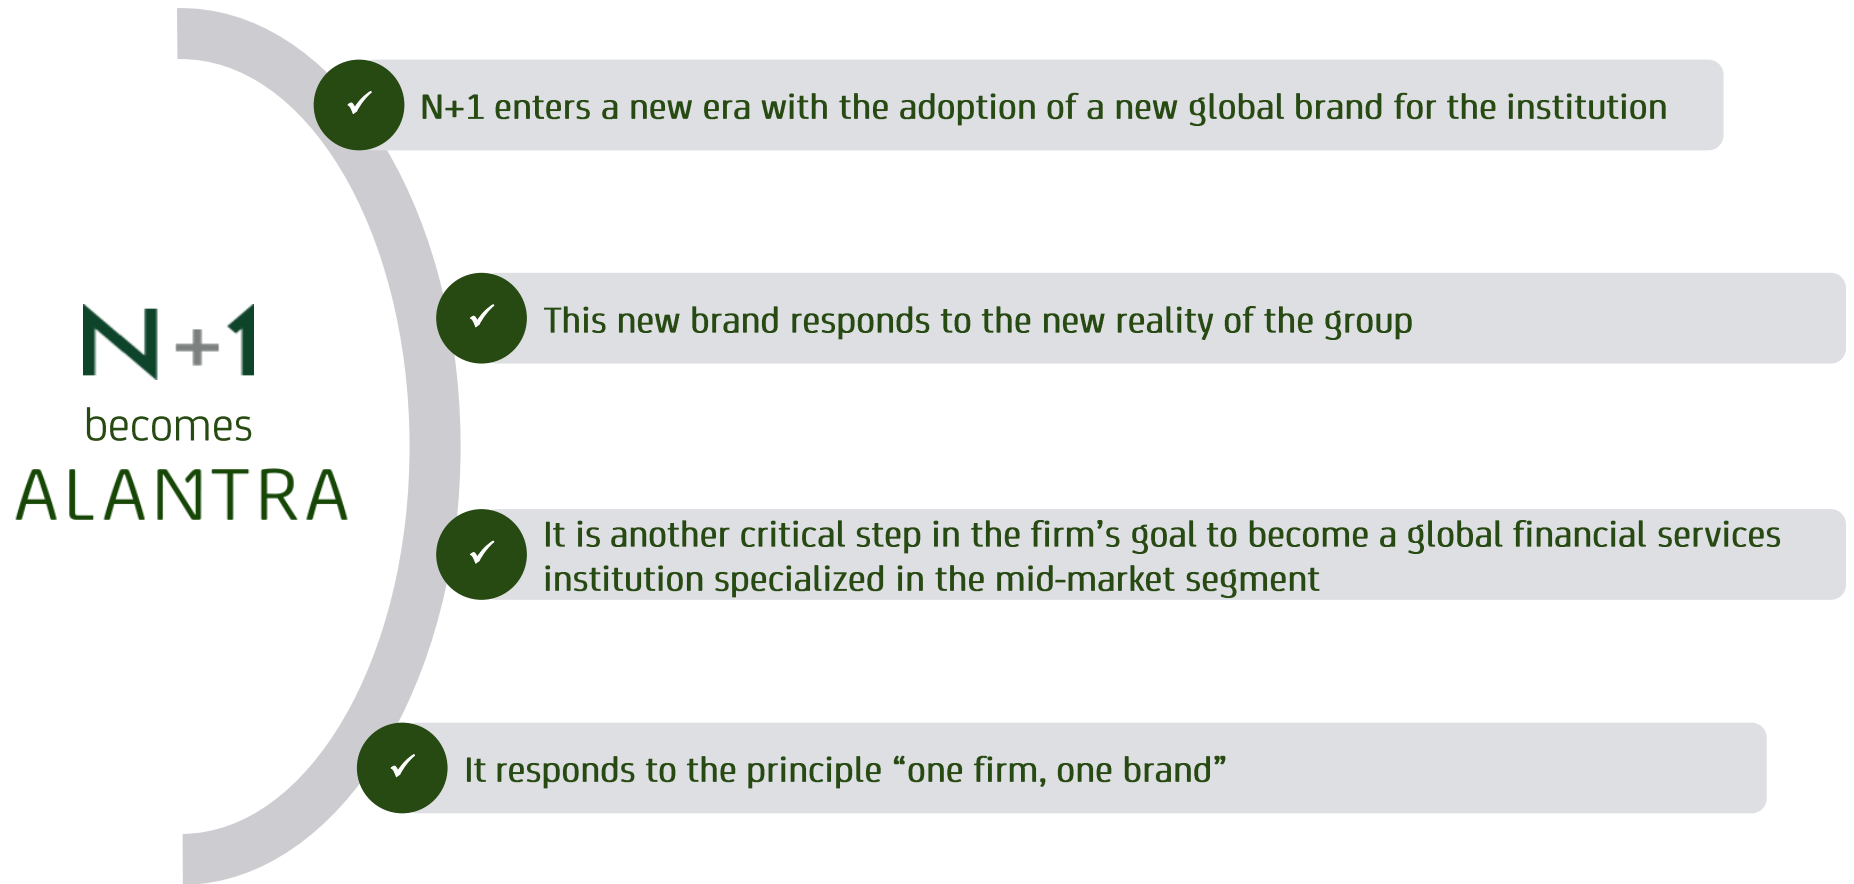 N+1
becomes
ALANTRA
N+1 enters a new era with the adoption of a new global brand for the institution
This new brand responds to the new reality of the group
It is another critical step in the firm’s goal to become a global financial services
institution specialized in the mid-market segment
It responds to the principle “one firm, one brand”